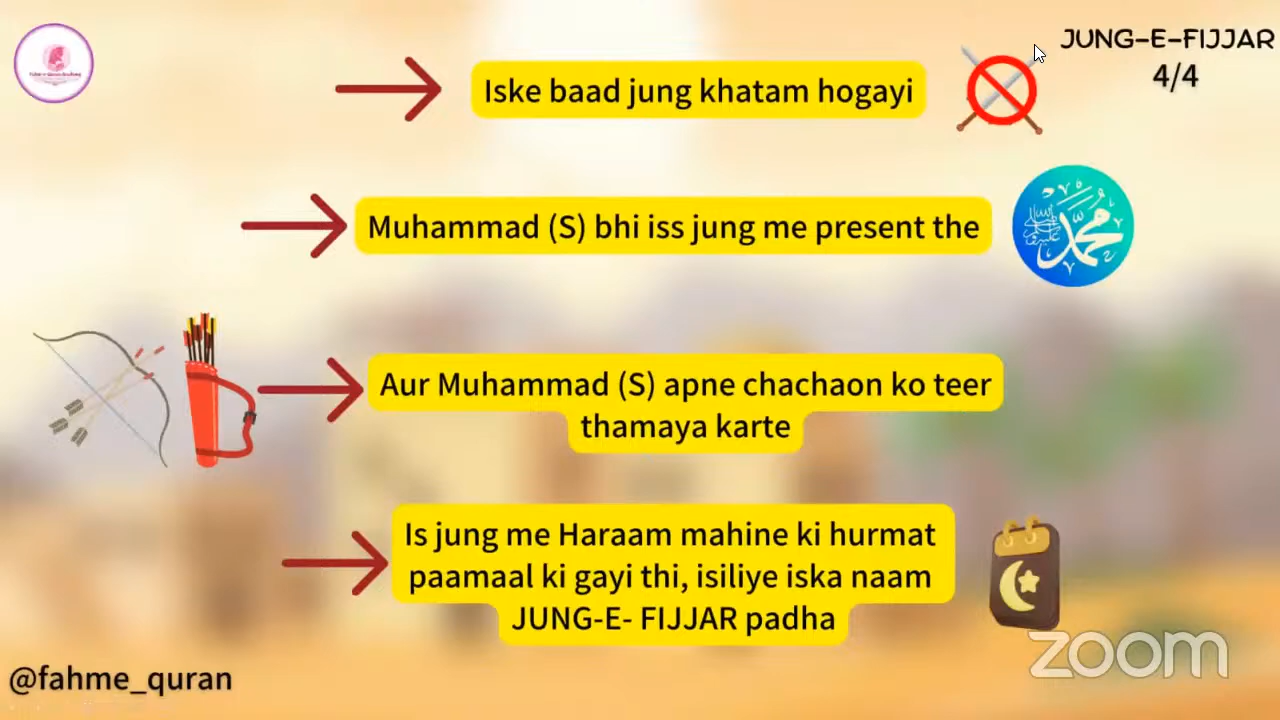 JUNG-E-FIJJAR
4/4
Iske baad jung khatam hogayi
Muhammad (S) bhi iss jung me present the
محمد
Aur Muhammad (S) apne chachaon ko teer
thamaya karte
Is jung me Haraam mahine ki hurmat
paamaal ki gayi thi, isiliye iska naam
JUNG-E- FIJJAR padha
zoom
@fahme_quran